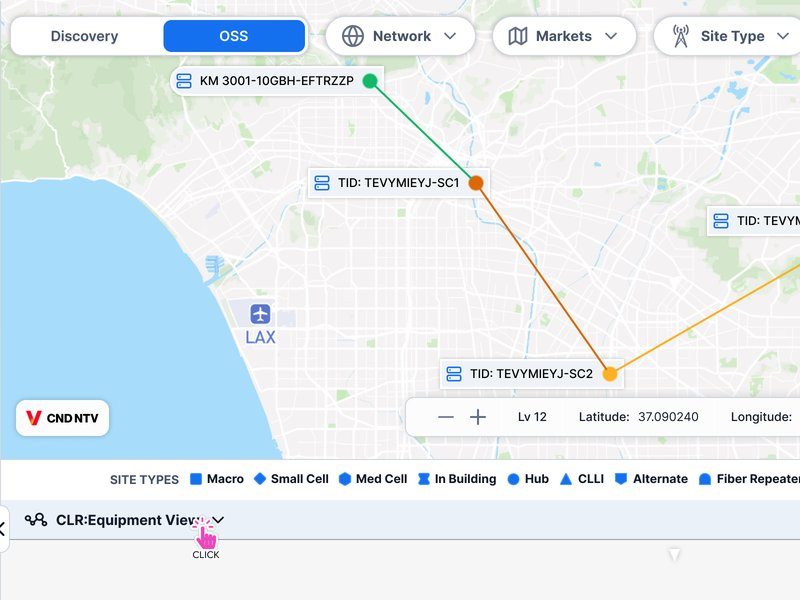 Discovery
OSS
Network
Markets
Site Type
KM 3001-10GBH-EFTRZZP
TID: TEVYMIEYJ-SC1
TID: TEVYM
LAX
TID: TEVYMIEYJ-SC2
CND NTV
Lv 12
Latitude: 37.090240
Longitude:
SITE TYPES
Macro
Small Cell
Med Cell
In Building
Hub
CLLI
Alternate
Fiber Repeater
CLR:Equipment View
CLICK